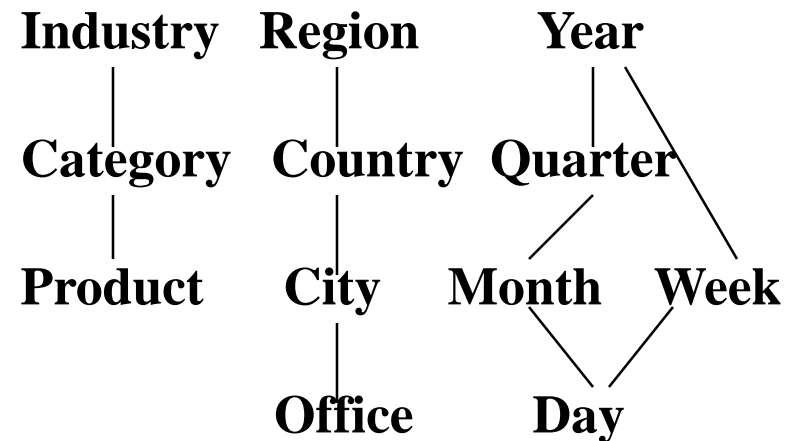 Industry Region Year
Category Country Quarter
Product City Month Week
Office Day